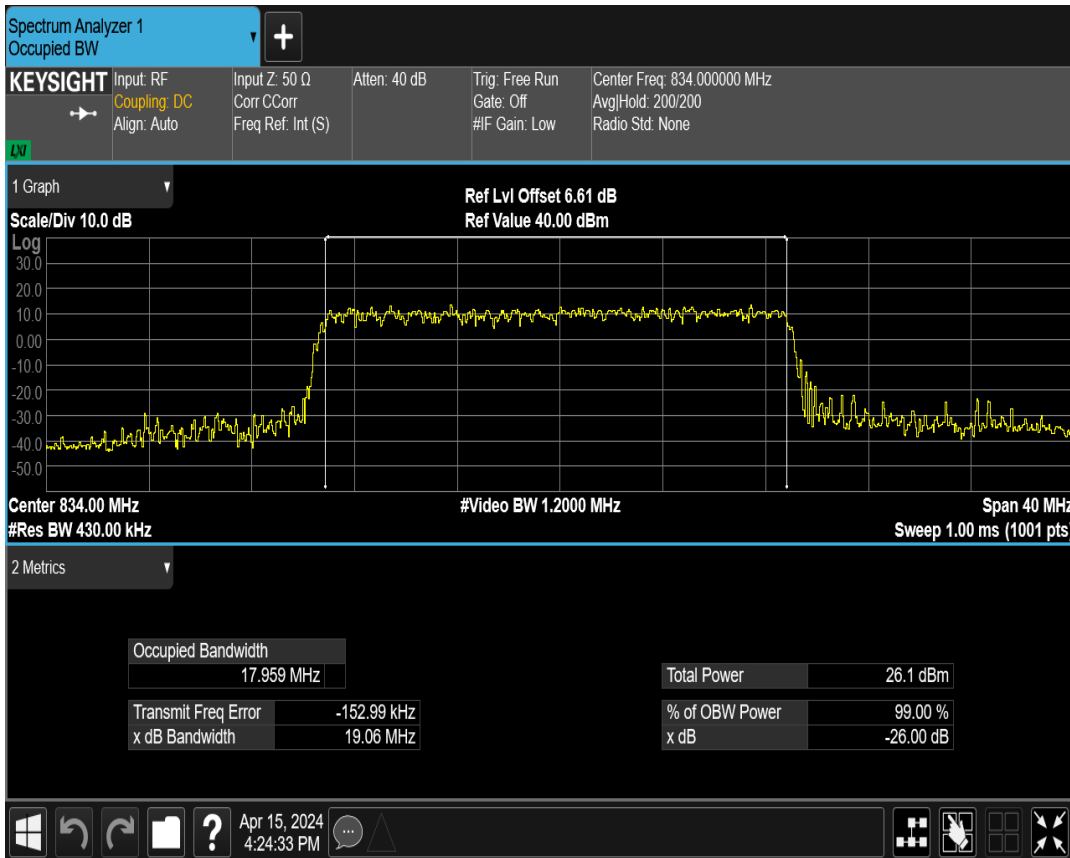 Spectrum Analyzer 1
Occupied BW
+
KEYSIGHT
LXI
Input: RF
Coupling: DC
Align: Auto
Input Z: 50 Ω
Corr CCorr
Freq Ref: Int (S)
Atten: 40 dB
Trig: Free Run
Gate: Off
#IF Gain: Low
Center Freq: 834.000000 MHz
Avg|Hold: 200/200
Radio Std: None
1 Graph
Scale/Div 10.0 dB
Ref Lvl Offset 6.61 dB
Ref Value 40.00 dBm
Log
30.0
20.0
10.0
0.00
-10.0
-20.0
-30.0
-40.0
-50.0
Center 834.00 MHz
#Video BW 1.2000 MHz
Span 40 MHz
#Res BW 430.00 kHz
Sweep 1.00 ms (1001 pts)
2 Metrics
Occupied Bandwidth
17.959 MHz
Transmit Freq Error -152.99 kHz
x dB Bandwidth 19.06 MHz
Total Power 26.1 dBm
% of OBW Power 99.00 %
x dB -26.00 dB
?
Apr 15, 2024
4:24:33 PM